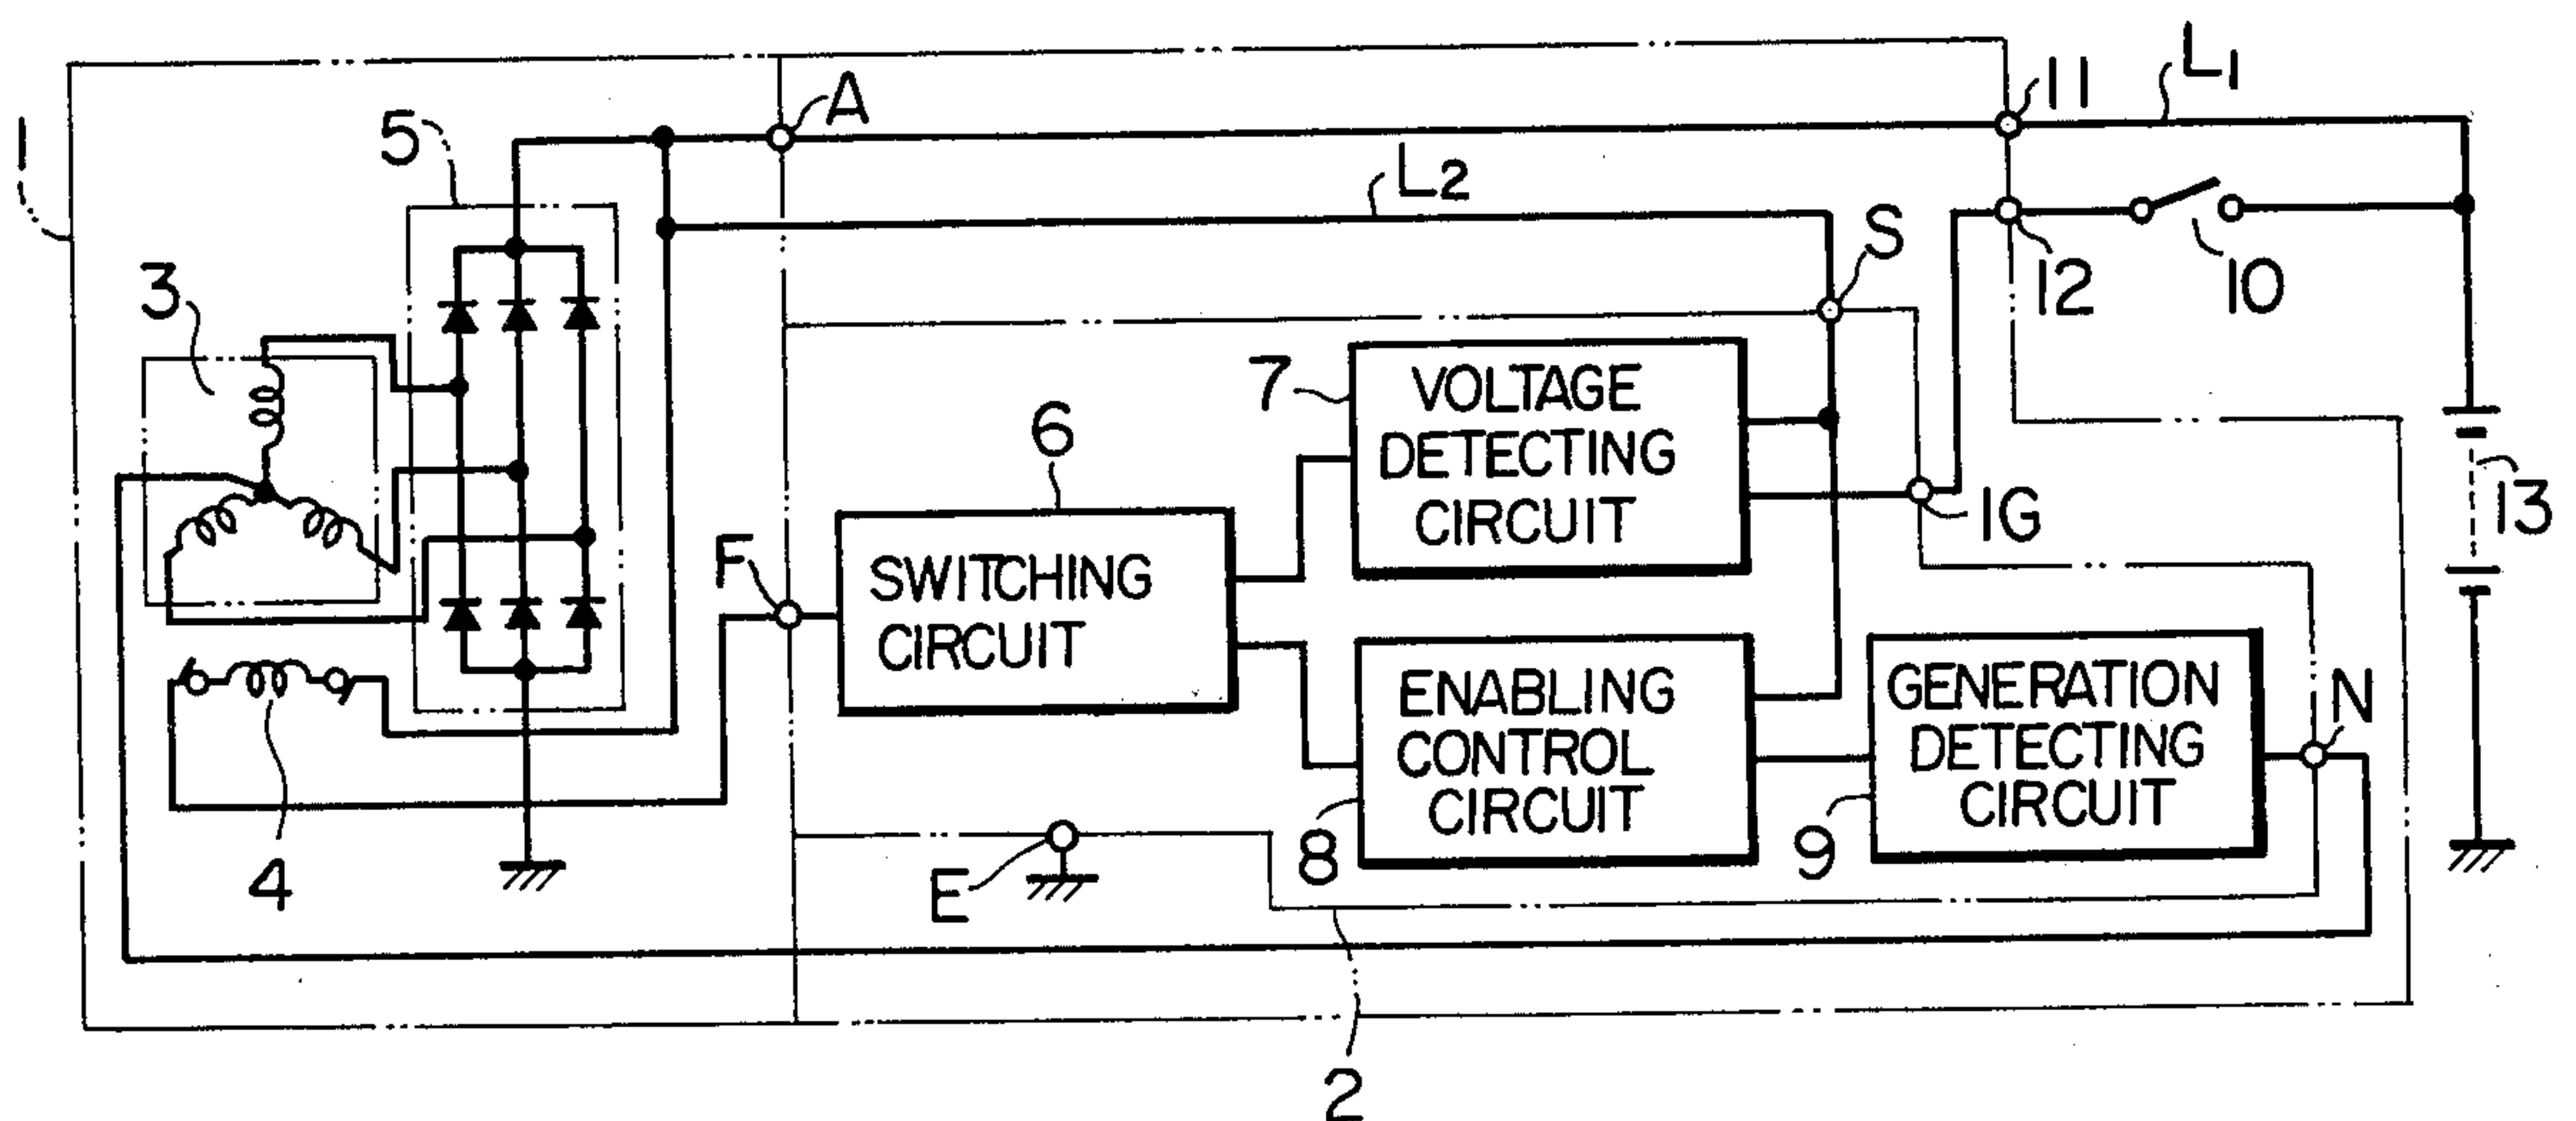 L1
11
A
1
5
L2
S
12
10
3
7
VOLTAGE
DETECTING
CIRCUIT
6
IG
13
F
SWITCHING
CIRCUIT
ENABLING
CONTROL
CIRCUIT
GENERATION
DETECTING
CIRCUIT
N
8
9
4
E
2